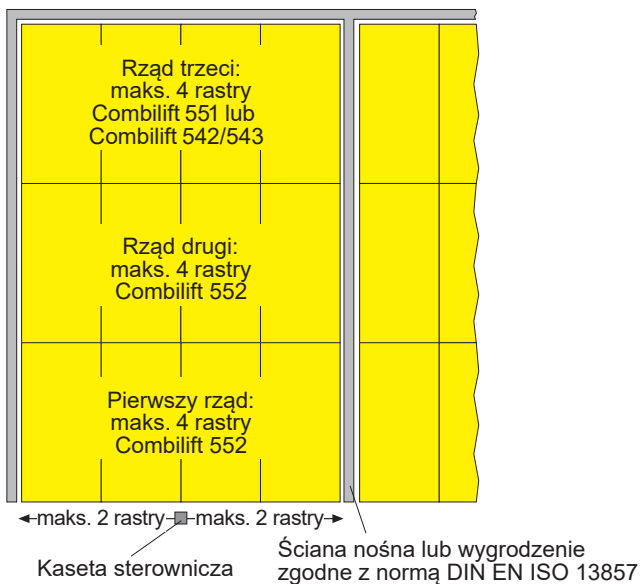 Rząd trzeci:
maks. 4 rastry
Combilift 551 lub
Combilift 542/543
Rząd drugi:
maks. 4 rastry
Combilift 552
Pierwszy rząd:
maks. 4 rastry
Combilift 552
maks. 2 rastry
maks. 2 rastry
Kaseta sterownicza
Ściana nośna lub wygrodzenie
zgodne z normą DIN EN ISO 13857